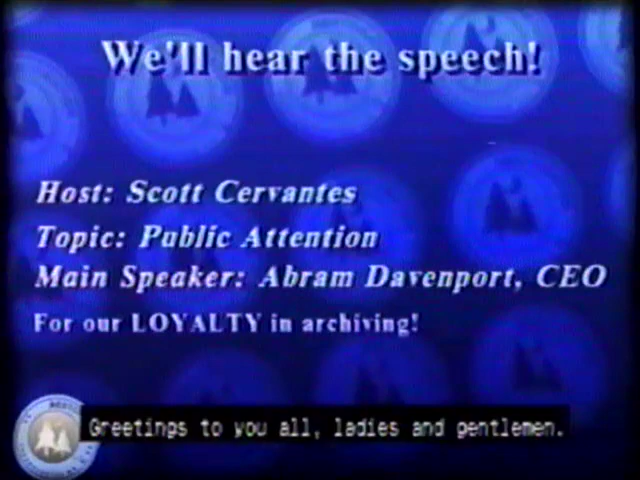 We'll hear the speech!
Host: Scott Cervantes
Topic: Public Attention
Main Speaker: Abram Davenport, CEO
For our LOYALTY in archiving!
Greetings to you all, ladies and gentlemen.